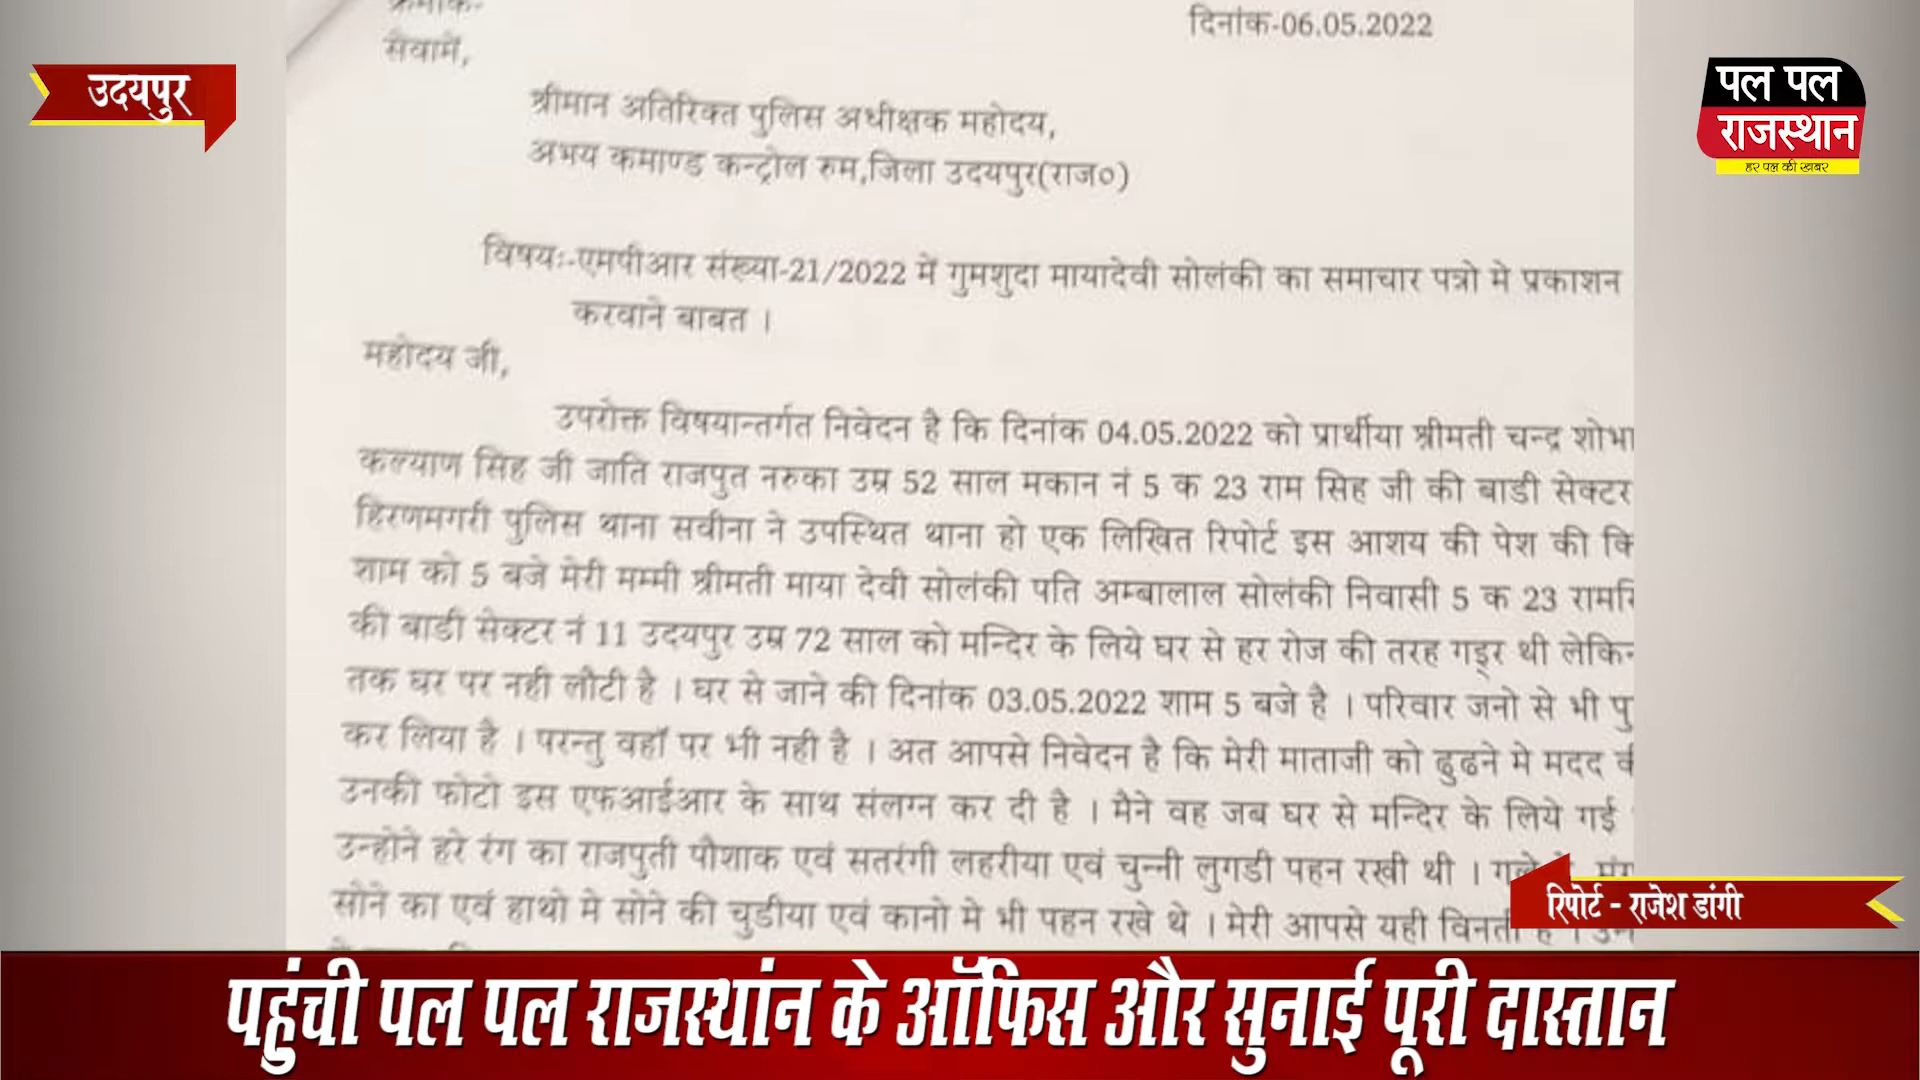 क्रमांक-
दिनांक-06.05.2022
सेवामें,
उदयपुर
पल पल
राजस्थान
हर पल की खबर
श्रीमान अतिरिक्त पुलिस अधीक्षक महोदय,
अभय कमाण्ड कन्ट्रोल रुम,जिला उदयपुर(राज०)
विषयः-एमपीआर संख्या-21/2022 में गुमशुदा मायादेवी सोलंकी का समाचार पत्रो मे प्रकाशन
करवाने बाबत ।
महोदय जी,
उपरोक्त विषयान्तर्गत निवेदन है कि दिनांक 04.05.2022 को प्रार्थीया श्रीमती चन्द्र शोभा
कल्याण सिह जी जाति राजपुत नरुका उम्र 52 साल मकान नं 5 क 23 राम सिह जी की बाडी सेक्टर
हिरणमगरी पुलिस थाना सवीना ने उपस्थित थाना हो एक लिखित रिपोर्ट इस आशय की पेश की कि
शाम को 5 बजे मेरी मम्मी श्रीमती माया देवी सोलंकी पति अम्बालाल सोलंकी निवासी 5 क 23
की बाडी सेक्टर नं 11 उदयपुर उम्र 72 साल को मन्दिर के लिये घर से हर रोज की तरह गइ्र थी लेकिन
तक घर पर नही लौटी है । घर से जाने की दिनांक 03.05.2022 शाम 5 बजे है । परिवार जनो से भी
कर लिया है । परन्तु वहॉ पर भी नही है । अत आपसे निवेदन है कि मेरी माताजी को ढुढने मे मदद
उनकी फोटो इस एफआईआर के साथ संलग्न कर दी है । मैने वह जब घर से मन्दिर के लिये गई
उन्होने हरे रंग का राजपुती पौशाक एवं सतरंगी लहरीया एवं चुन्नी लुगडी पहन रखी थी ।
सोने का एवं हाथो मे सोने की चुडीया एवं कानो मे भी पहन रखे थे । मेरी आपसे यही विनती है ।
रिपोर्ट - राजेश डांगी
पहुंची पल पल राजस्थांन के ऑफिस और सुनाई पूरी दास्तान